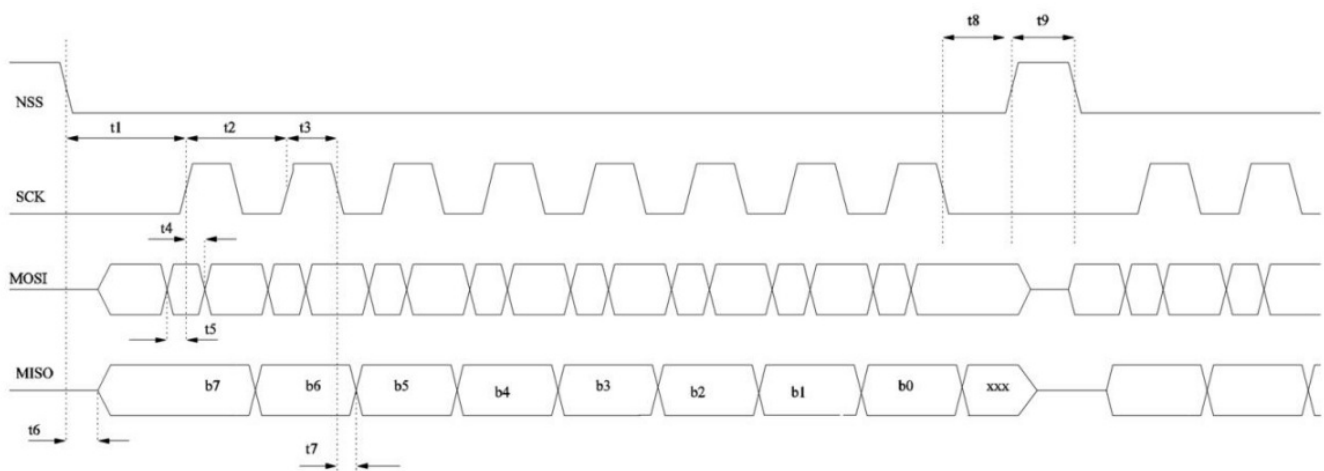 t8 t9
NSS
t1 t2 t3
SCK
t4
MOSI
t5
MISO b7 b6 b5 b4 b3 b2 b1 b0 xxx
t6 t7